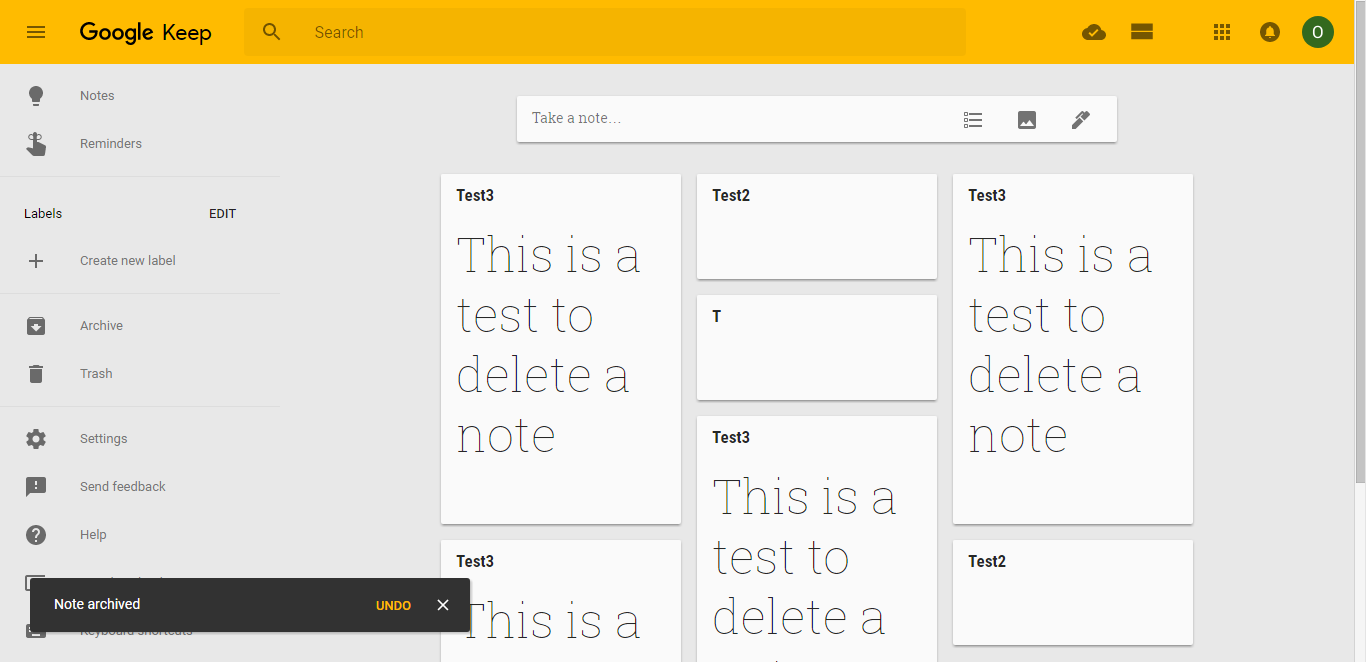 Google Keep
Search
O
Notes
Reminders
Labels
EDIT
Create new label
Archive
Trash
Settings
Send feedback
Help
Keyboard shortcuts
Take a note...
Test3
This is a
test to
delete a
note
Test3
This is a
Test2
T
Test3
This is a
test to
delete a
Test3
This is a
test to
delete a
note
Test2
Note archived
UNDO